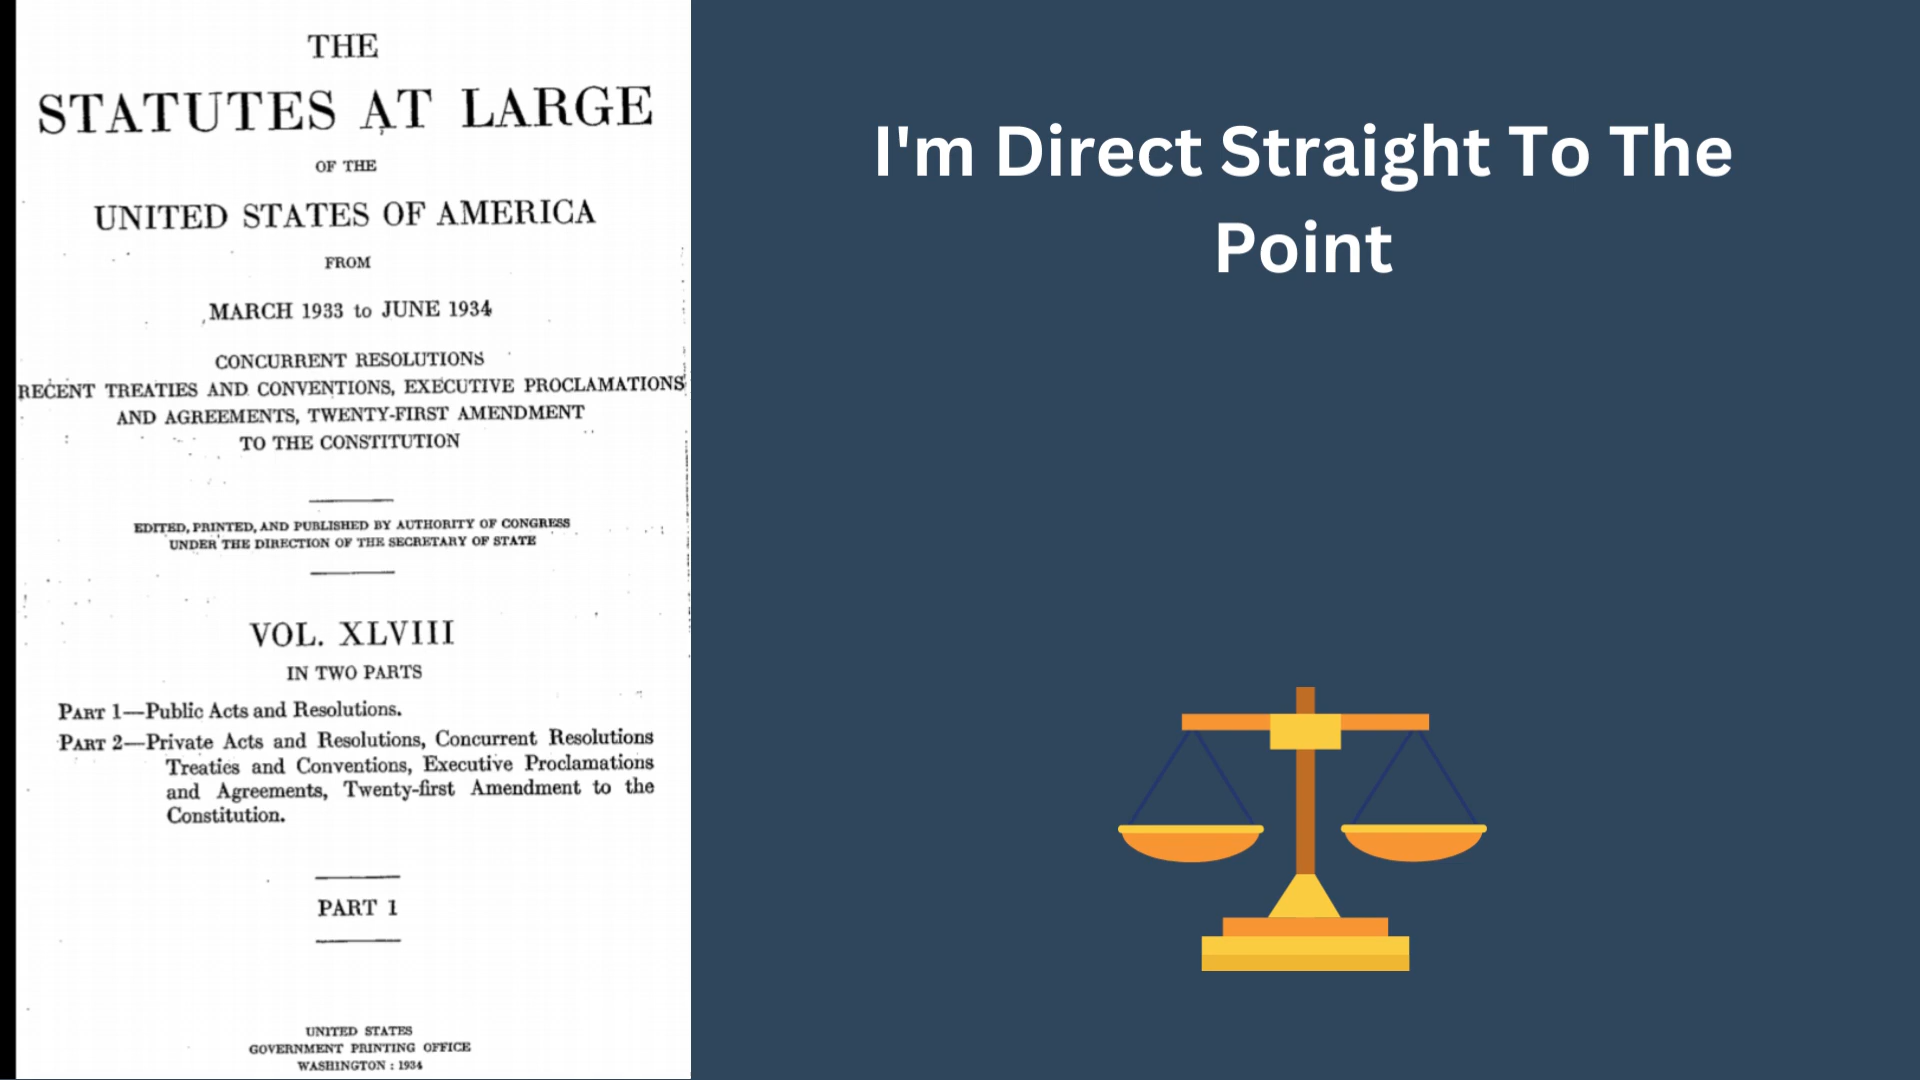 THE
STATUTES AT LARGE
OF THE
UNITED STATES OF AMERICA
FROM
MARCH 1933 to JUNE 1934
CONCURRENT RESOLUTIONS
RECENT TREATIES AND CONVENTIONS, EXECUTIVE PROCLAMATIONS
AND AGREEMENTS, TWENTY-FIRST AMENDMENT
TO THE CONSTITUTION
EDITED, PRINTED, AND PUBLISHED BY AUTHORITY OF CONGRESS
UNDER THE DIRECTION OF THE SECRETARY OF STATE
VOL. XLVIII
IN TWO PARTS
PART 1—Public Acts and Resolutions.
PART 2—Private Acts and Resolutions, Concurrent Resolutions
Treaties and Conventions, Executive Proclamations
and Agreements, Twenty-first Amendment to the
Constitution.
PART 1
UNITED STATES
GOVERNMENT PRINTING OFFICE
WASHINGTON : 1934
I'm Direct Straight To The
Point